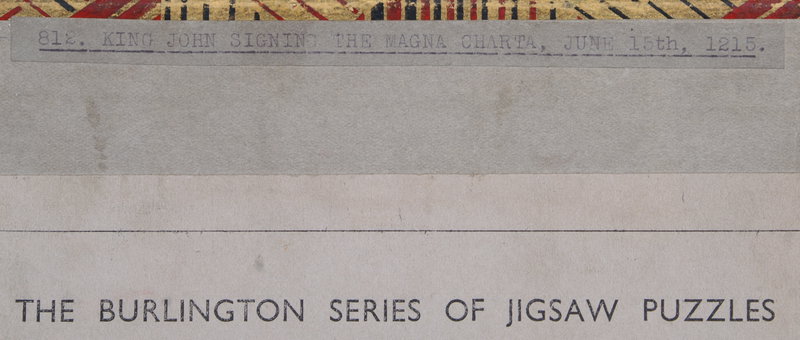 812. KING JOHN SIGNING THE MAGNA CHARTA, JUNE 15th, 1215.
THE BURLINGTON SERIES OF JIGSAW PUZZLES